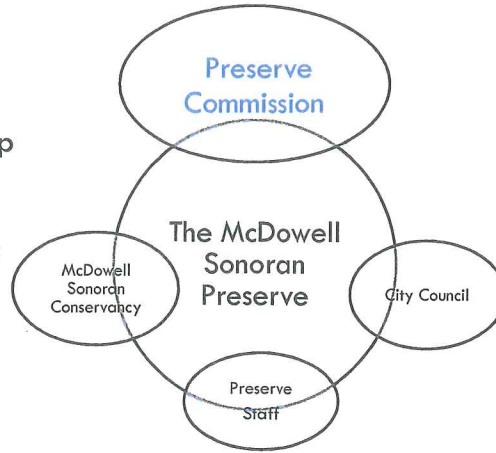 Preserve
Commission
p
The McDowell
Sonoran
Preserve
McDowell
Sonoran
Conservancy
City Council
Preserve
Staff